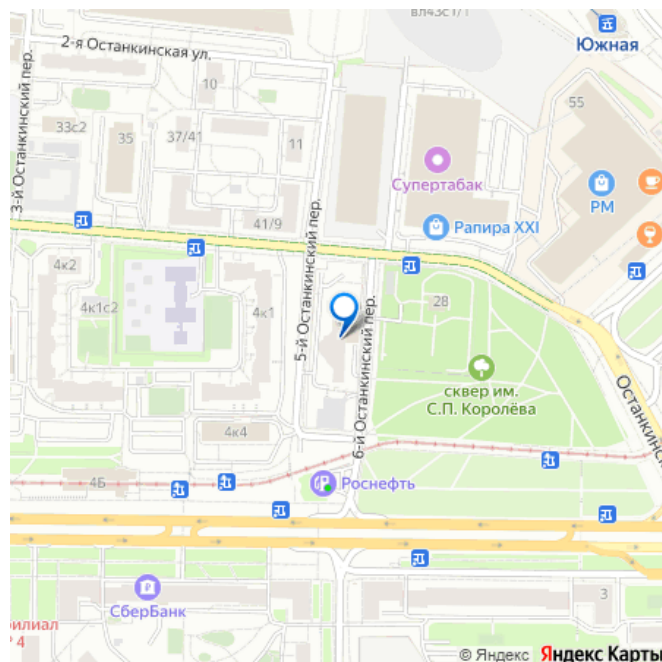 вл43с1/1
Южная
2-я Останкинская ул.
3-й Останкинский пер.
10
55
33с2
35
37/41
11
Супертабак
РМ
41/9
5-й Останкинский пер.
Рапира XXI
4к2
28
4к1с2
4к1
6-й Останкинский пер.
сквер им.
С.П. Королёва
4к4
4Б
Роснефть
СберБанк
3
4
© Яндекс Яндекс Карты